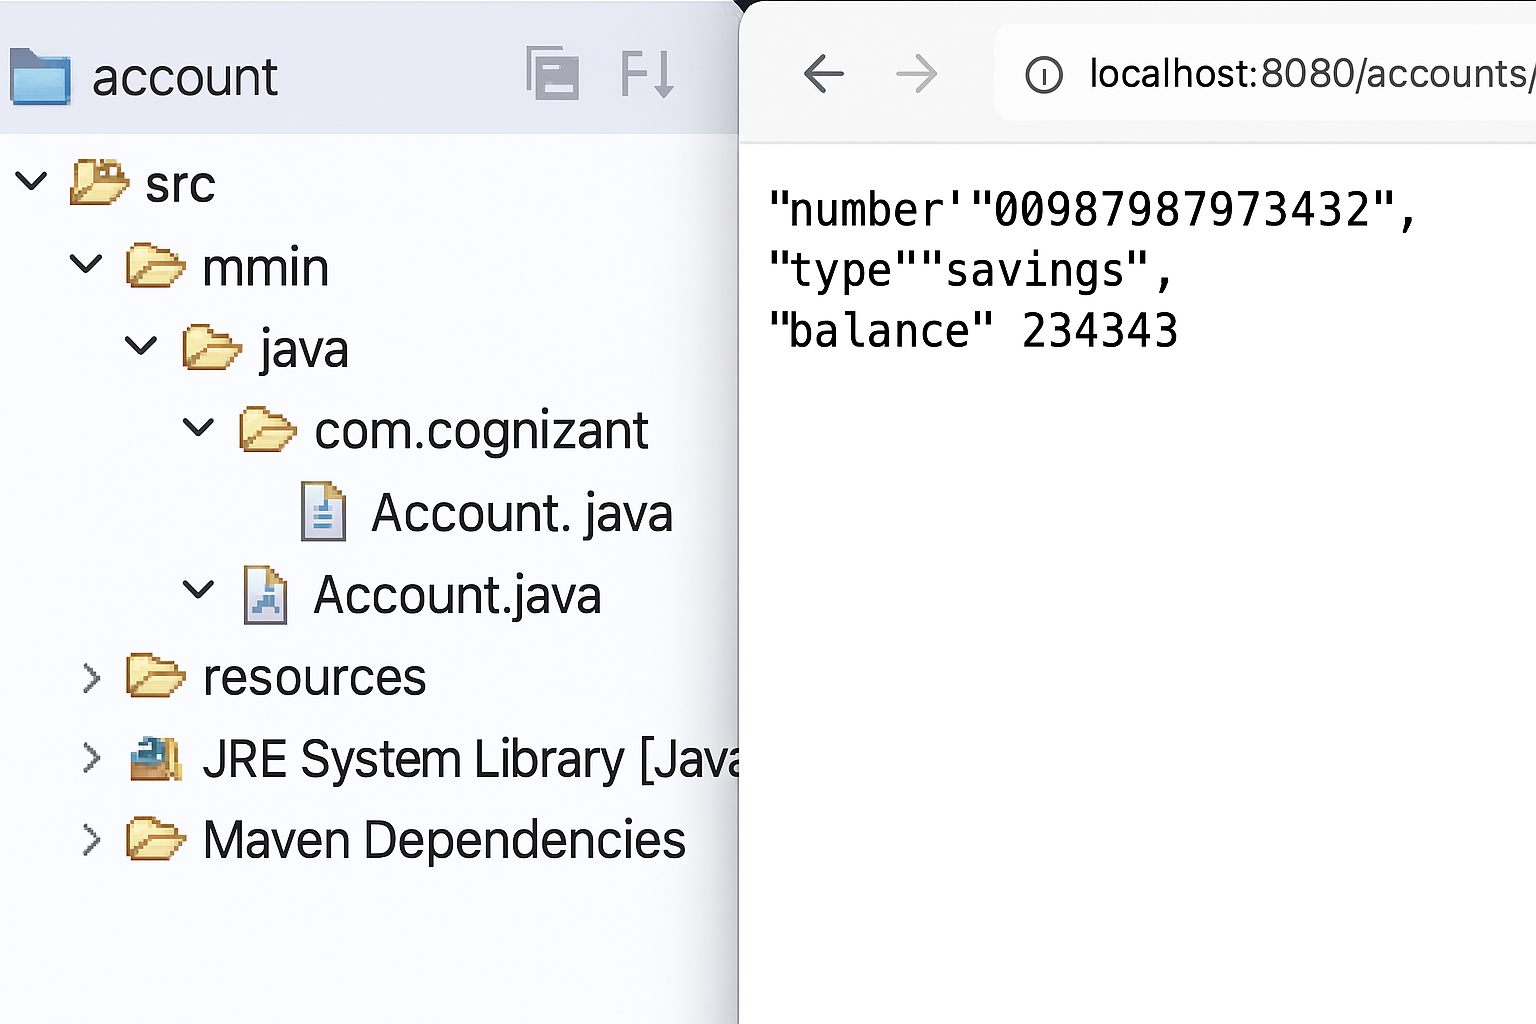 account
src
mmin
java
com.cognizant
Account. java
Account.java
resources
JRE System Library [Java
Maven Dependencies
localhost:8080/accounts/
"number'"00987987973432",
"type""savings",
"balance" 234343